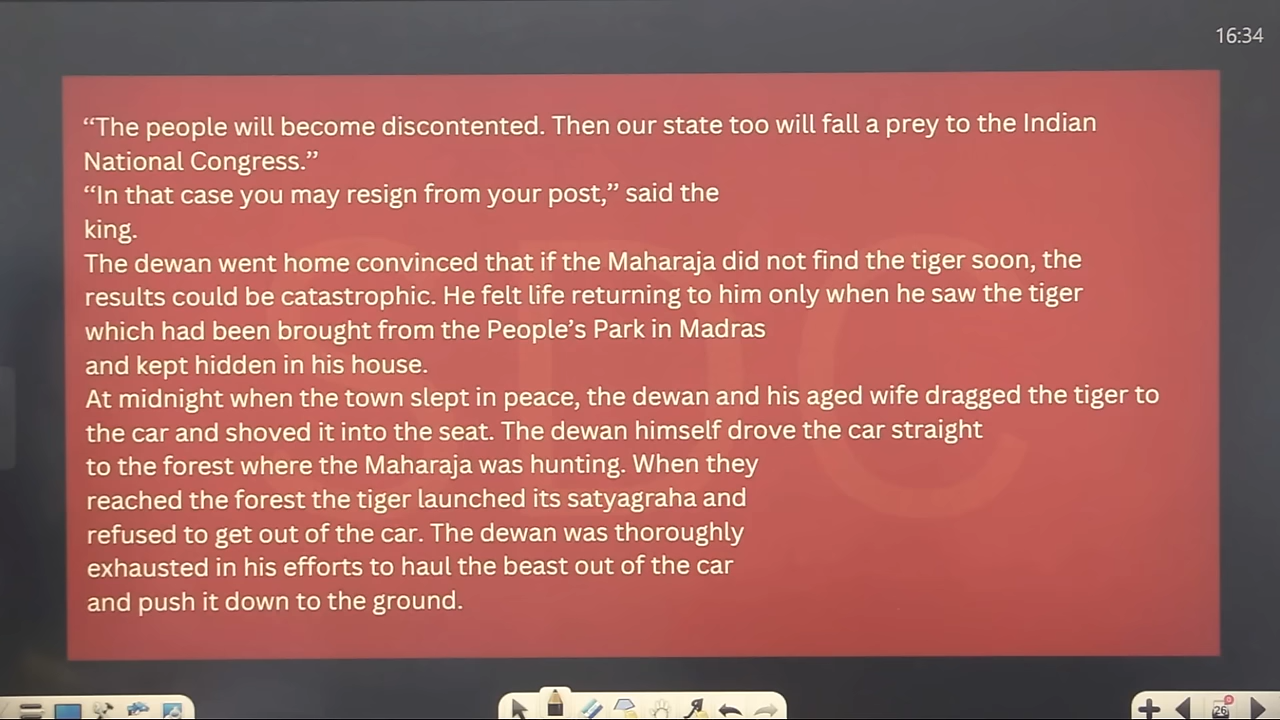 16:34
“The people will become discontented. Then our state too will fall a prey to the Indian
National Congress.”
“In that case you may resign from your post,” said the
king.
The dewan went home convinced that if the Maharaja did not find the tiger soon, the
results could be catastrophic. He felt life returning to him only when he saw the tiger
which had been brought from the People’s Park in Madras
and kept hidden in his house.
At midnight when the town slept in peace, the dewan and his aged wife dragged the tiger to
the car and shoved it into the seat. The dewan himself drove the car straight
to the forest where the Maharaja was hunting. When they
reached the forest the tiger launched its satyagraha and
refused to get out of the car. The dewan was thoroughly
exhausted in his efforts to haul the beast out of the car
and push it down to the ground.
SDC
26